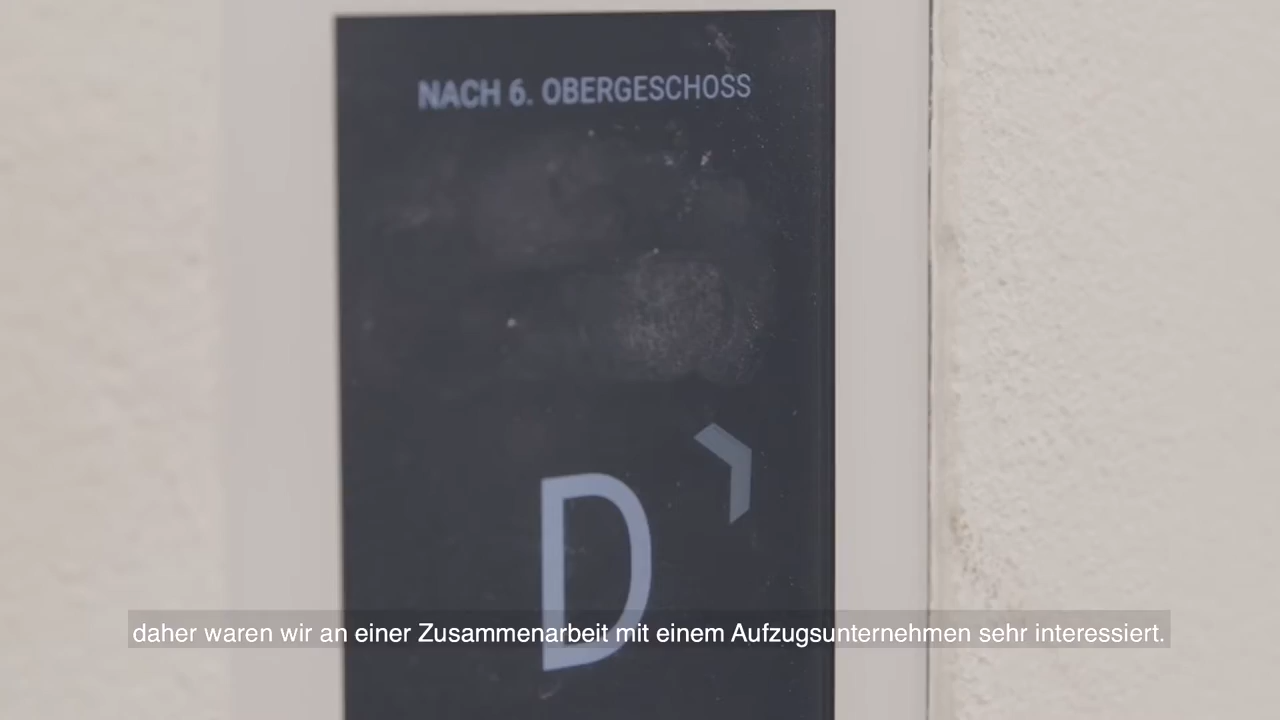 NACH 6. OBERGESCHOSS
D
daher waren wir an einer Zusammenarbeit mit einem Aufzugsunternehmen sehr interessiert.